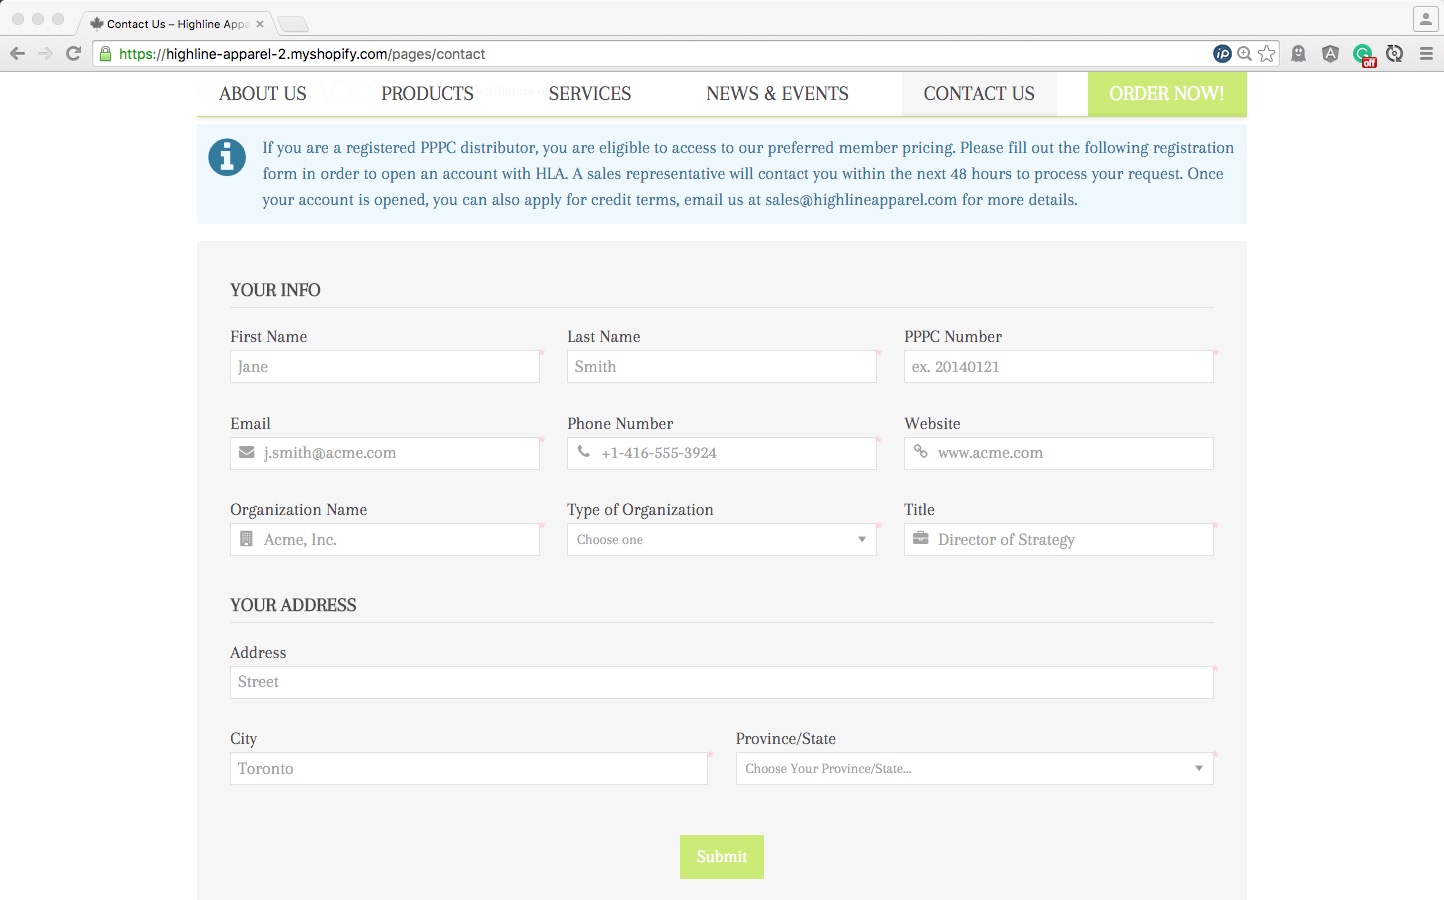 Contact Us – Highline Appa
https://highline-apparel-2.myshopify.com/pages/contact
off
ABOUT US PRODUCTS SERVICES NEWS & EVENTS CONTACT US ORDER NOW!
If you are a registered PPPC distributor, you are eligible to access to our preferred member pricing. Please fill out the following registration
form in order to open an account with HLA. A sales representative will contact you within the next 48 hours to process your request. Once
your account is opened, you can also apply for credit terms, email us at sales@highlineapparel.com for more details.
YOUR INFO
First Name Last Name PPPC Number
Jane * Smith * ex. 20140121 *
Email Phone Number Website
j.smith@acme.com * +1-416-555-3924 * www.acme.com
Organization Name Type of Organization Title
Acme, Inc. * Choose one * Director of Strategy *
YOUR ADDRESS
Address
Street *
City Province/State
Toronto * Choose Your Province/State... *
Submit